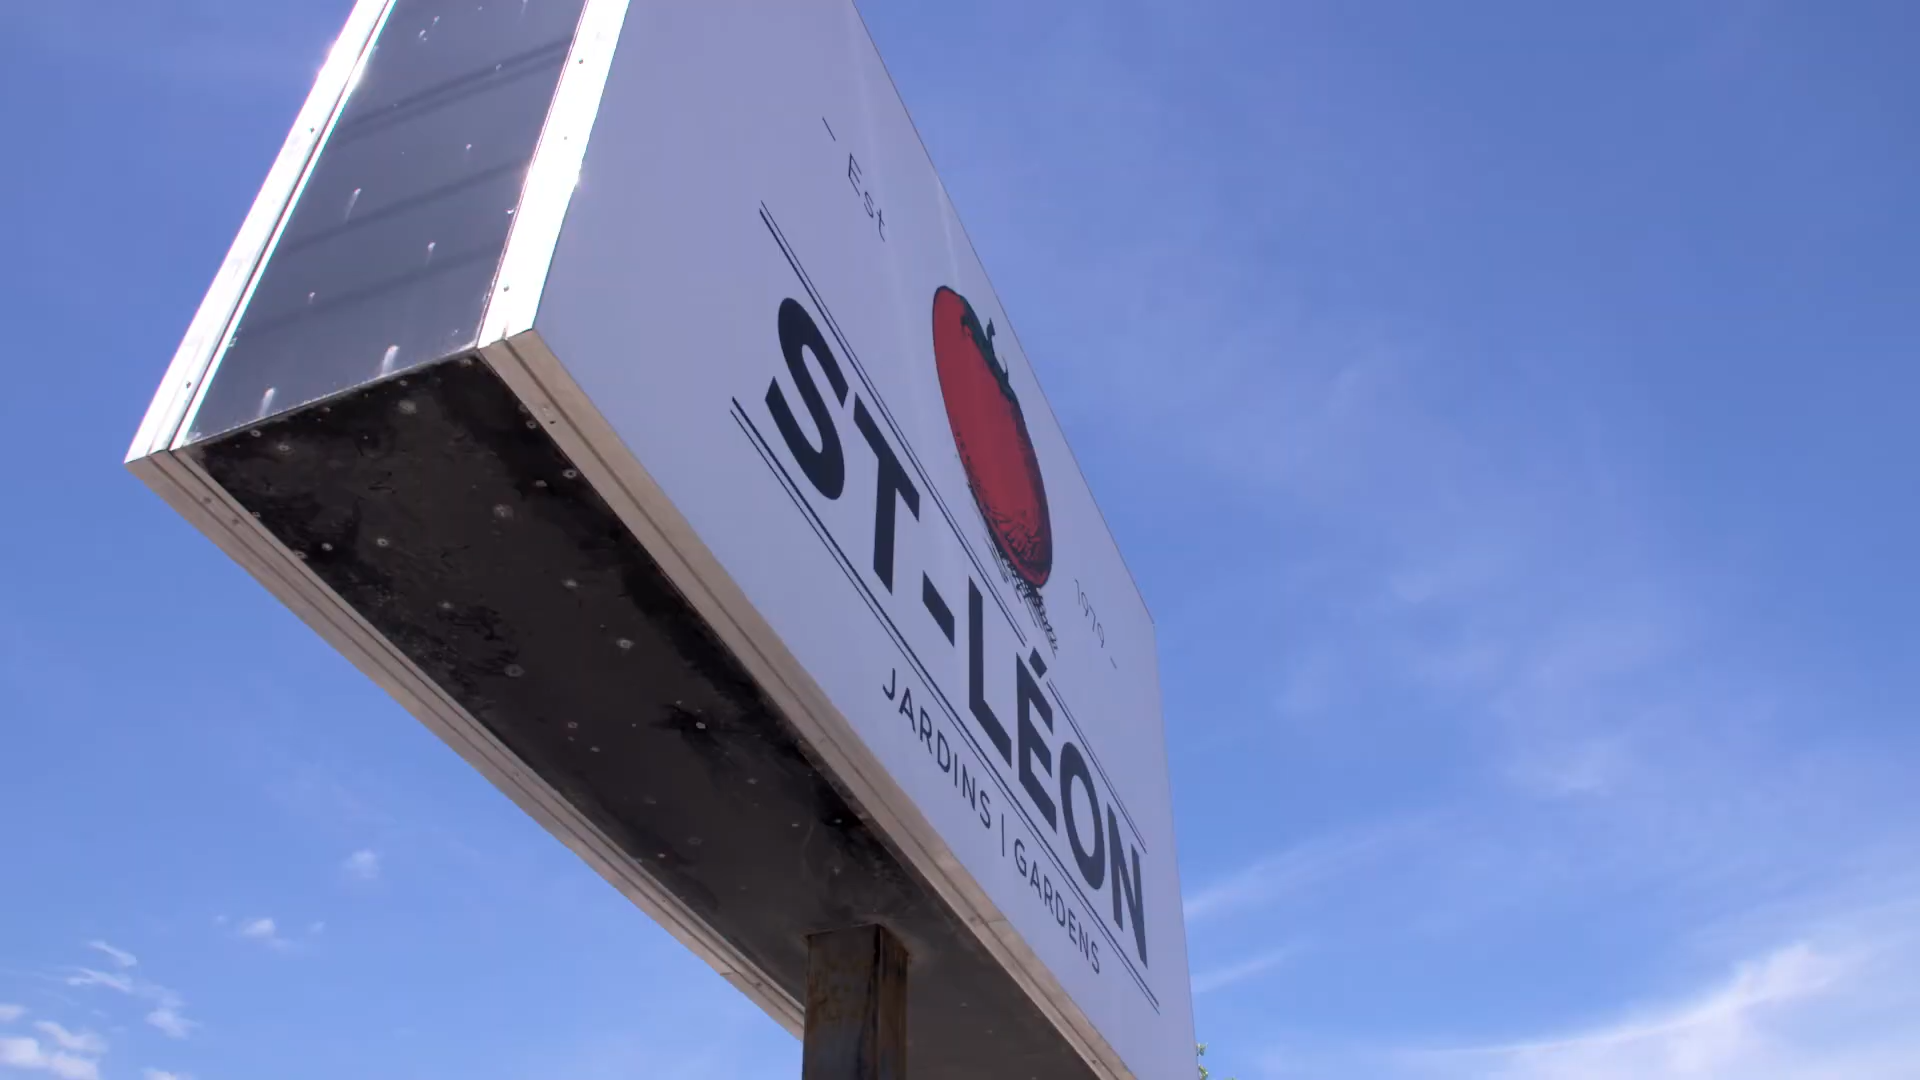 – Est 1979 –
ST-LÉON
JARDINS | GARDENS